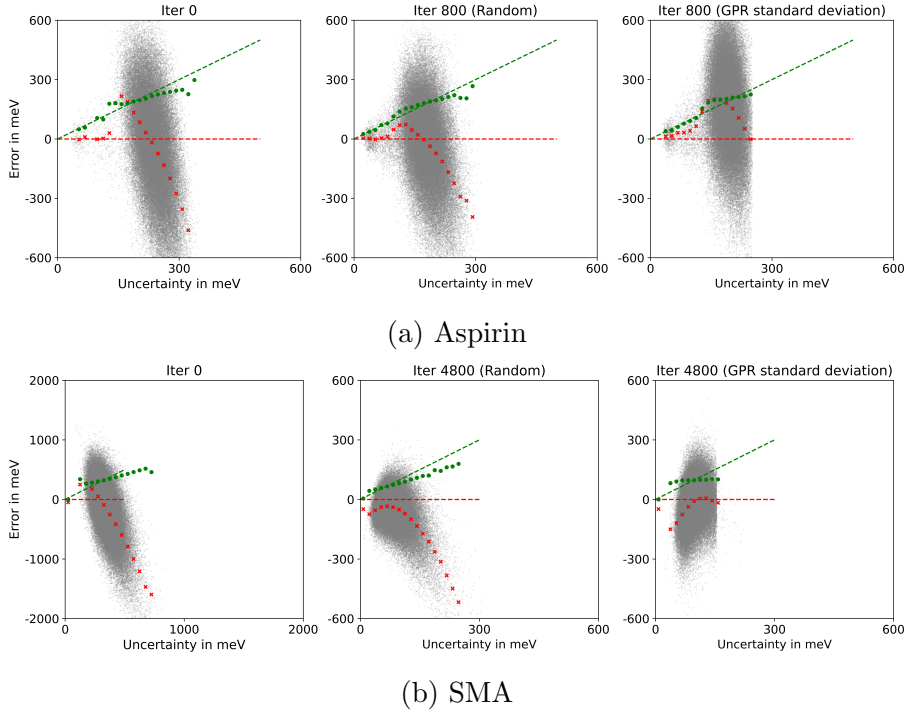 Iter 0
Iter 800 (Random)
Iter 800 (GPR standard deviation)
600
300
0
-300
-600
Error in meV
0 300 600
Uncertainty in meV
600
300
0
-300
-600
0 300 600
Uncertainty in meV
600
300
0
-300
-600
0 300 600
Uncertainty in meV
(a) Aspirin
Iter 0
Iter 4800 (Random)
Iter 4800 (GPR standard deviation)
2000
1000
0
-1000
-2000
Error in meV
0 1000 2000
Uncertainty in meV
600
300
0
-300
-600
0 300 600
Uncertainty in meV
600
300
0
-300
-600
0 300 600
Uncertainty in meV
(b) SMA